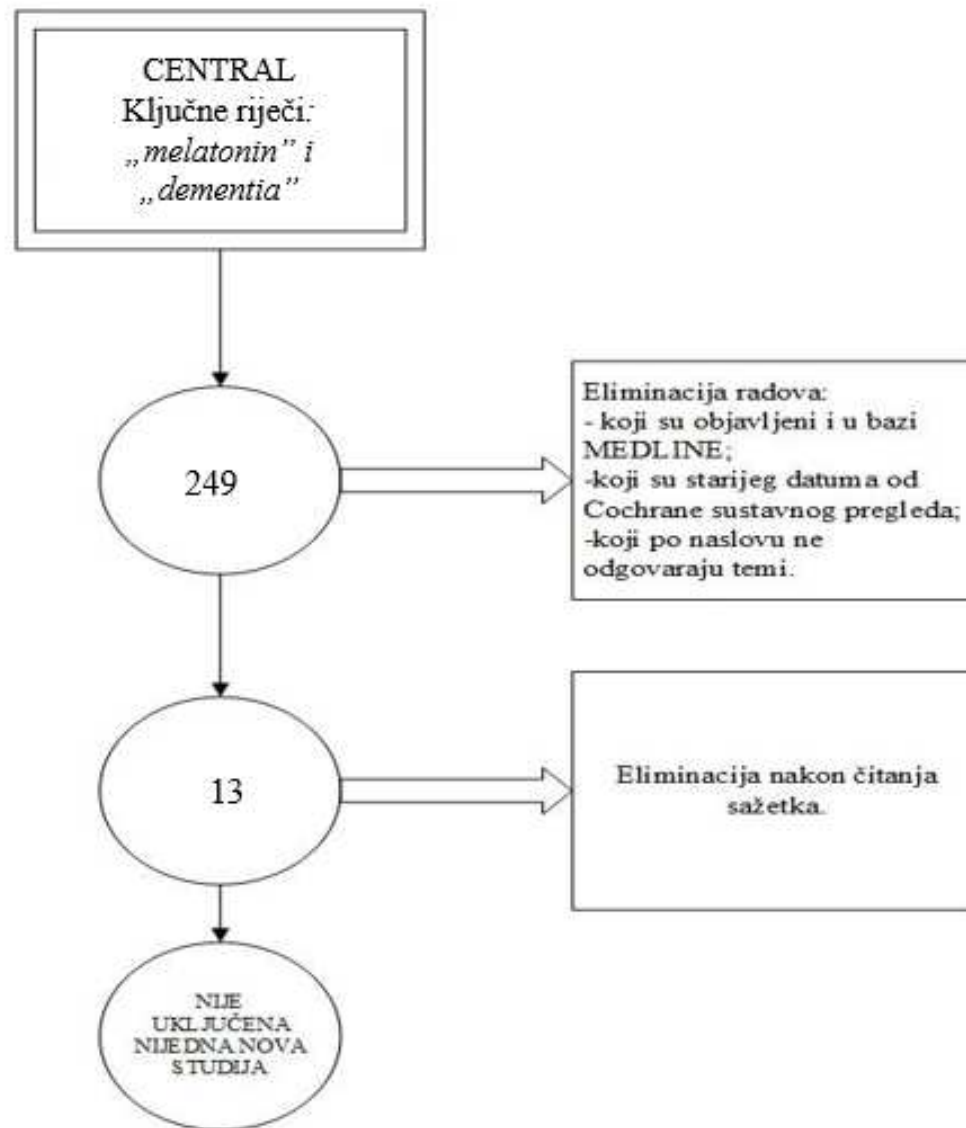 CENTRAL
Ključne riječi:
„melatonin” i
„dementia”
249
Eliminacija radova:
- koji su objavljeni i u bazi
MEDLINE;
-koji su starijeg datuma od
Cochrane sustavnog pregleda;
-koji po naslovu ne
odgovaraju temi.
13
Eliminacija nakon čitanja
sažetka.
NIJE
UKLJUČENA
NIJEDNA NOVA
STUDIJA